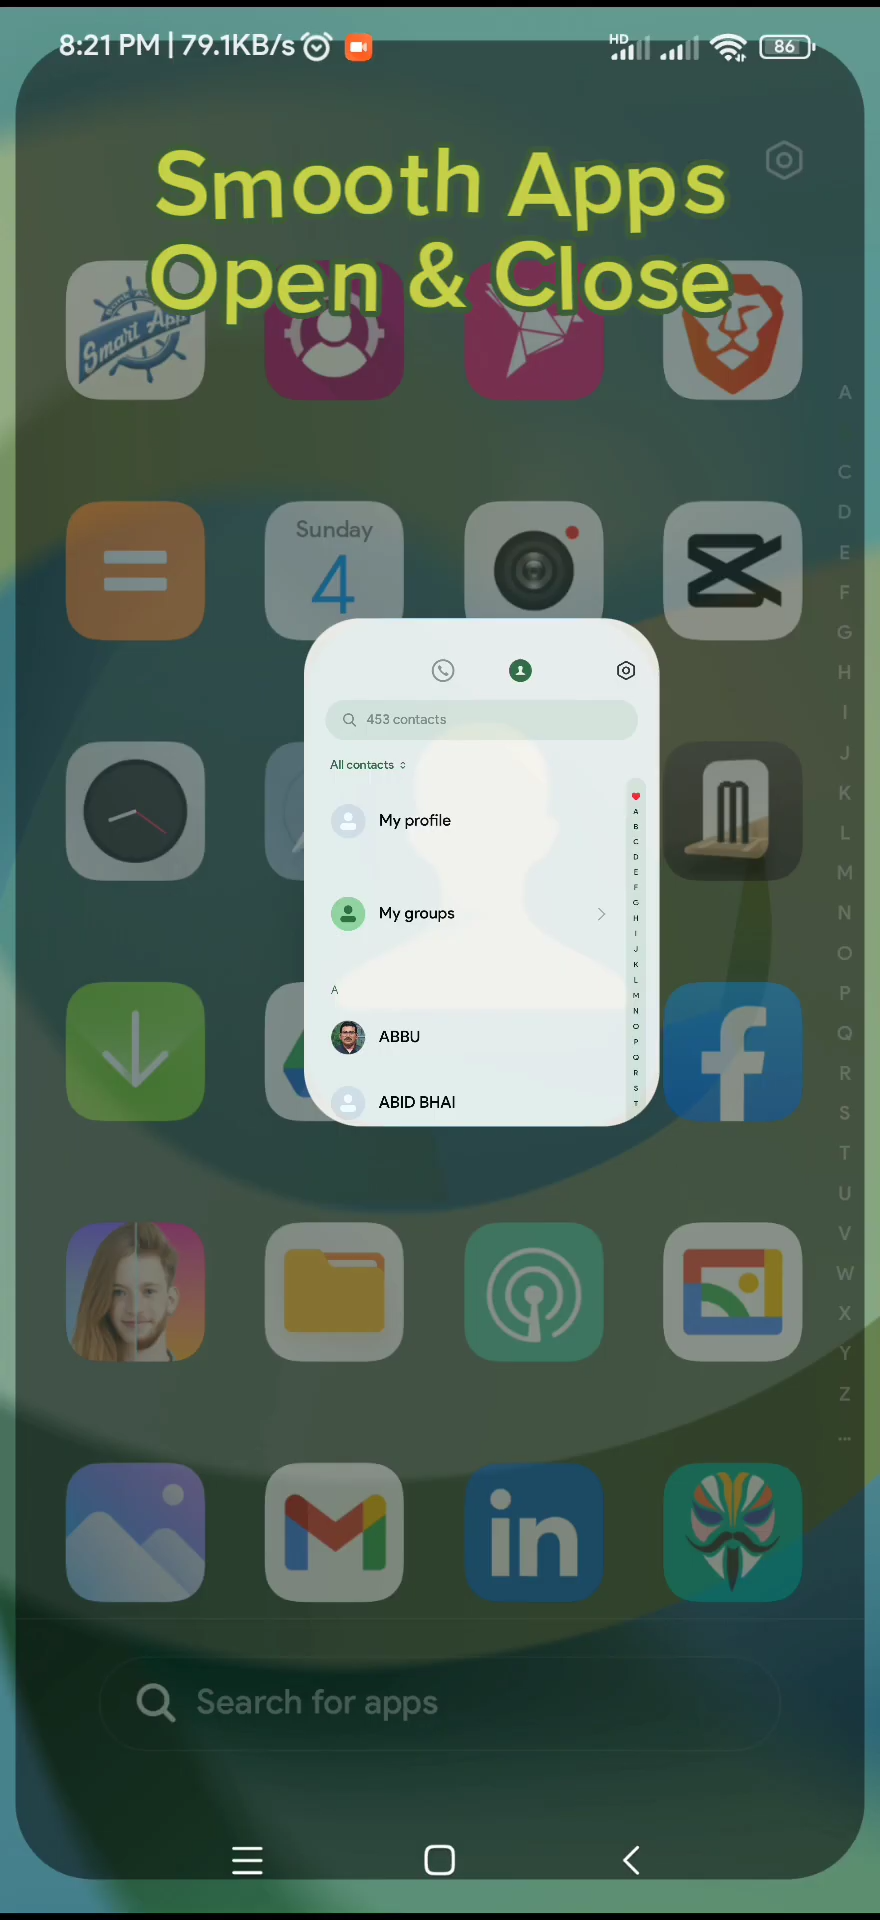 8:21 PM | 79.1KB/s
HD
86
Smooth Apps
Open & Close
Smart App
Sunday
4
453 contacts
All contacts
My profile
My groups
A
ABBU
ABID BHAI
A
B
C
D
E
F
G
H
I
J
K
L
M
N
O
P
Q
R
S
T
A
C
D
E
F
G
H
I
J
K
L
M
N
O
P
Q
R
S
T
U
V
W
X
Y
Z
...
in
Search for apps